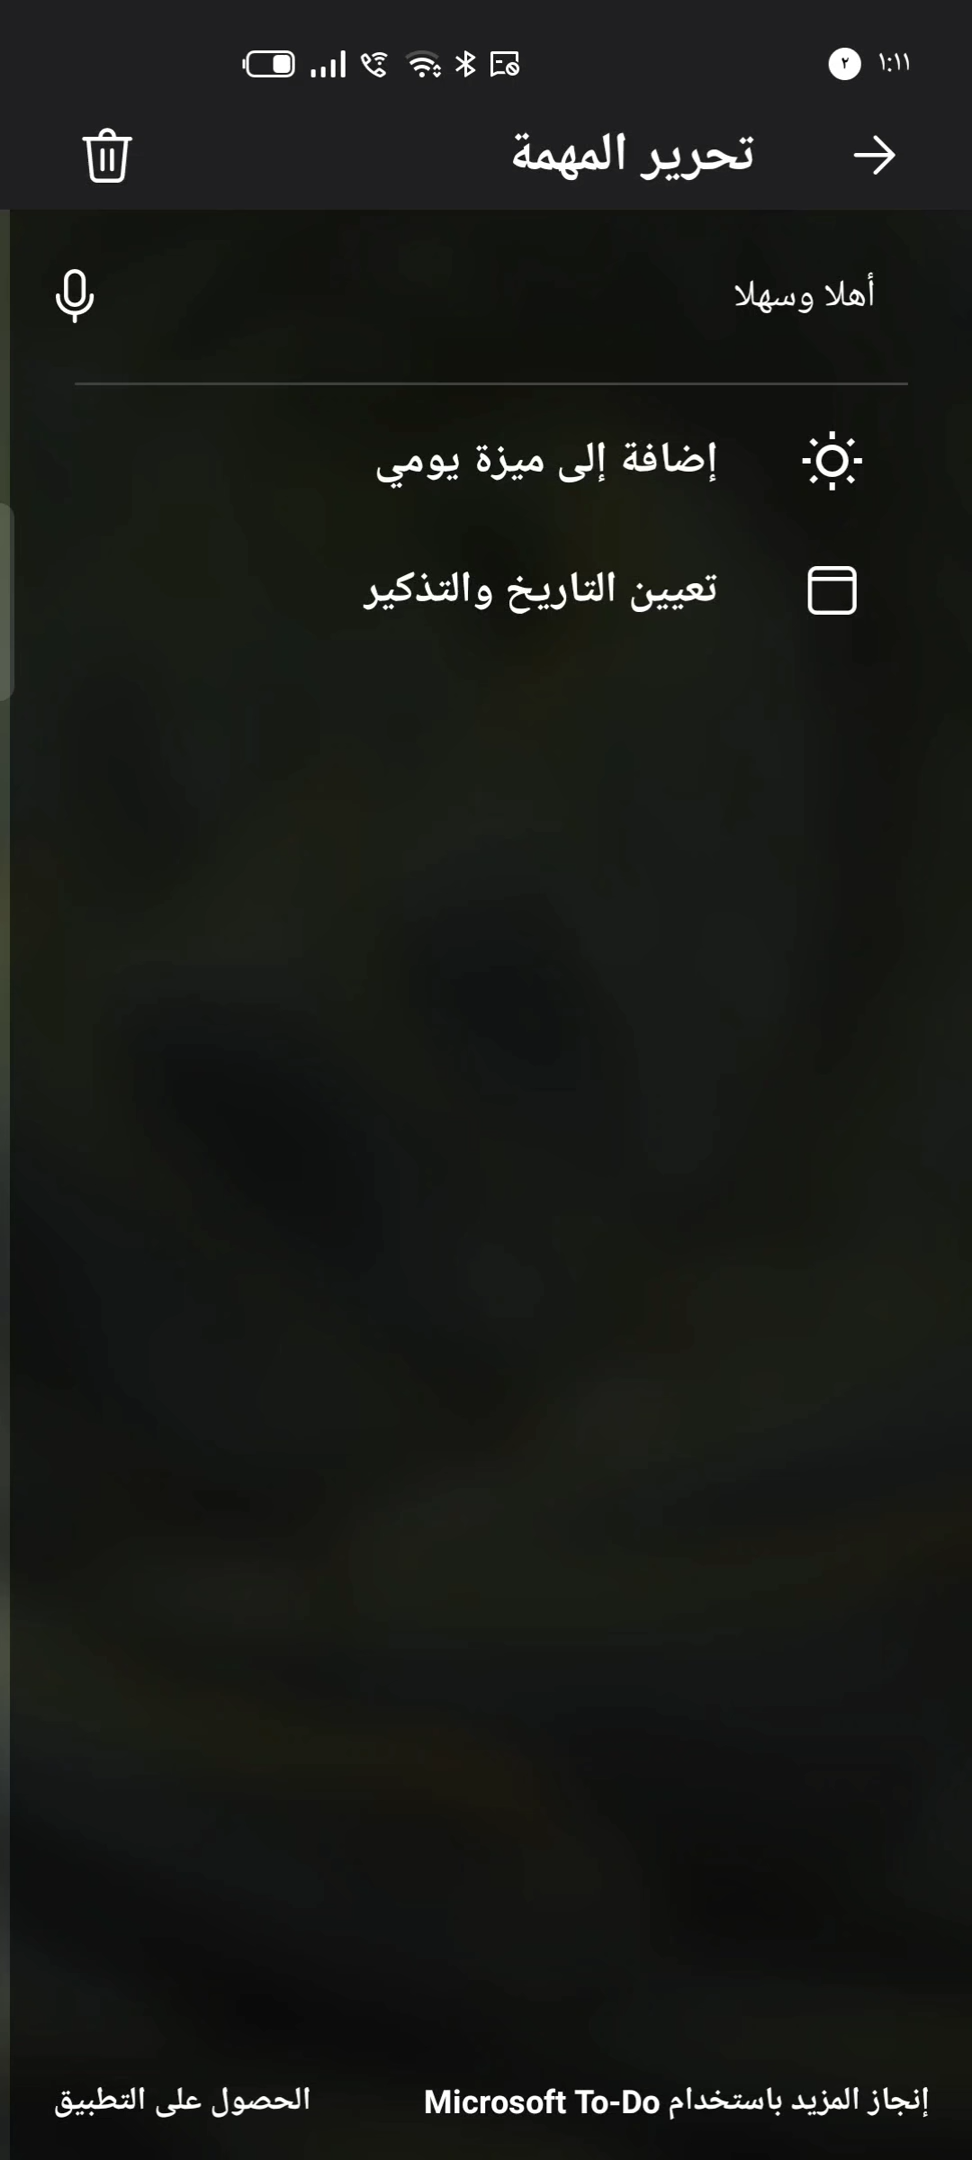 ١:١١ ٢
تحرير المهمة
أهلا وسهلا
إضافة إلى ميزة يومي
تعيين التاريخ والتذكير
إنجاز المزيد باستخدام Microsoft To-Do
الحصول على التطبيق